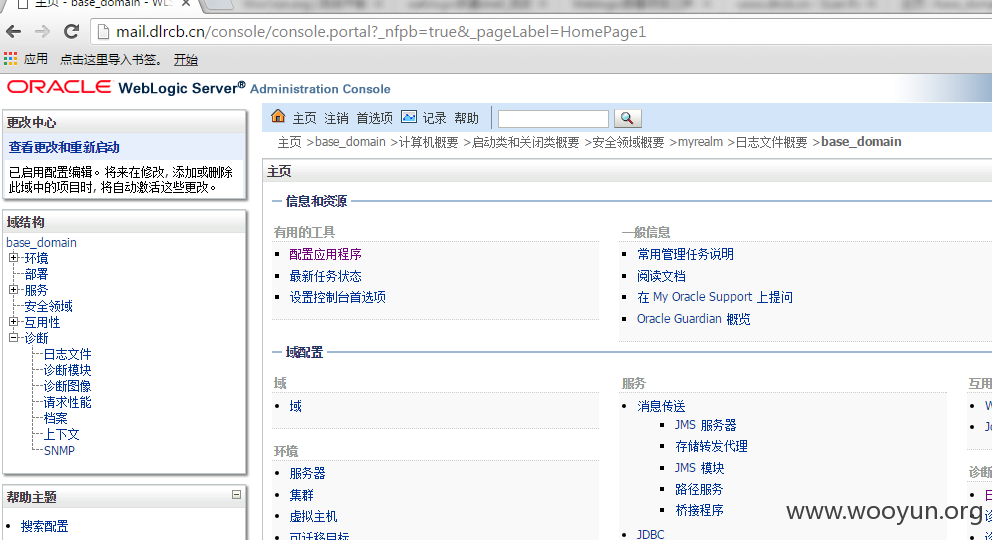 主页 - base_domain - WLS
mail.dlrcb.cn/console/console.portal?_nfpb=true&_pageLabel=HomePage1
应用 点击这里导入书签。 开始
ORACLE WebLogic Server® Administration Console
更改中心
查看更改和重新启动
已启用配置编辑。将来在修改, 添加或删除
此域中的项目时, 将自动激活这些更改。
域结构
base_domain
环境
部署
服务
安全领域
互用性
诊断
日志文件
诊断模块
诊断图像
请求性能
档案
上下文
SNMP
帮助主题
搜索配置
主页 注销 首选项 记录 帮助
主页 >base_domain >计算机概要 >启动类和关闭类概要 >安全领域概要 >myrealm >日志文件概要 >base_domain
主页
信息和资源
有用的工具
配置应用程序
最新任务状态
设置控制台首选项
一般信息
常用管理任务说明
阅读文档
在 My Oracle Support 上提问
Oracle Guardian 概览
域配置
域
域
环境
服务器
集群
虚拟主机
可迁移目标
服务
消息传送
JMS 服务器
存储转发代理
JMS 模块
路径服务
桥接程序
JDBC
互用
诊断
www.wooyun.org